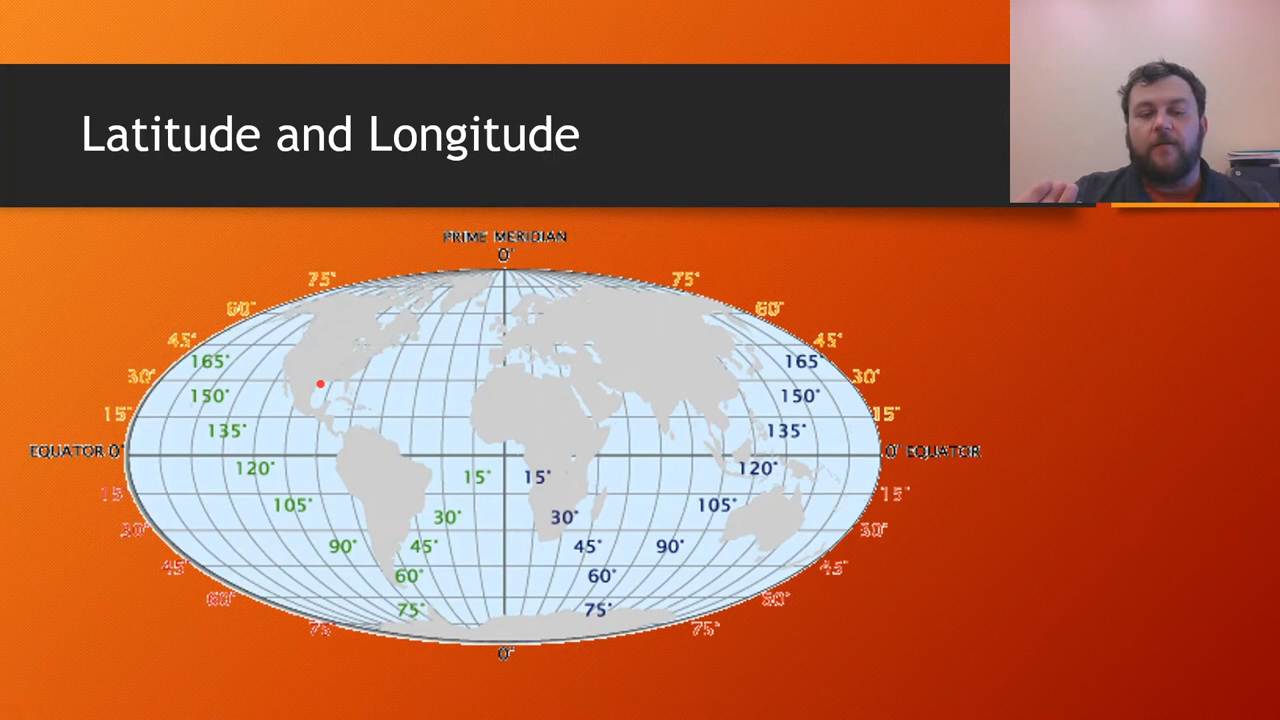 Latitude and Longitude
PRIME MERIDIAN
0°
75° 75°
60° 60°
45° 45°
165° 165°
30° 30°
150° 150°
15° 15°
135° 135°
EQUATOR 0° 0° EQUATOR
120° 15° 15° 120°
15° 15°
105° 30° 30° 105°
30° 30°
90° 45° 45° 90°
45° 45°
60° 60°
60° 60°
75° 75°
75° 75°
0°